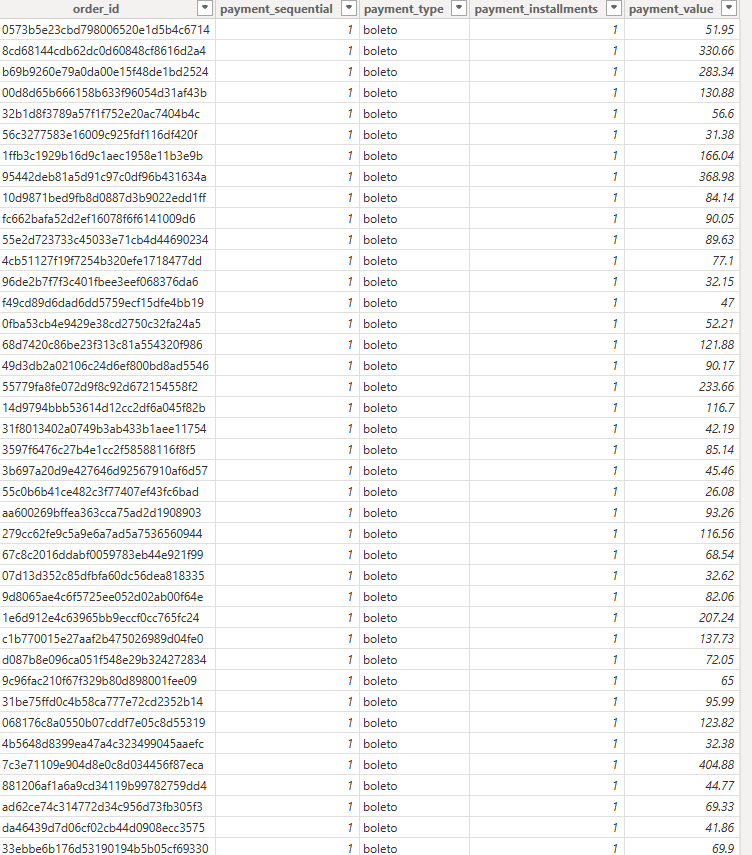 order_id payment_sequential payment_type payment_installments payment_value
0573b5e23cbd798006520e1d5b4c6714 1 boleto 1 51.95
8cd68144cdb62dc0d60848cf8616d2a4 1 boleto 1 330.66
b69b9260e79a0da00e15f48de1bd2524 1 boleto 1 283.34
00d8d65b666158b633f96054d31af43b 1 boleto 1 130.88
32b1d8f3789a57f1f752e20ac7404b4c 1 boleto 1 56.6
56c3277583e16009c925fdf116df420f 1 boleto 1 31.38
1ffb3c1929b16d9c1aec1958e11b3e9b 1 boleto 1 166.04
95442deb81a5d91c97c0df96b431634a 1 boleto 1 368.98
10d9871bed9fb8d0887d3b9022edd1ff 1 boleto 1 84.14
fc662bafa52d2ef16078f6f6141009d6 1 boleto 1 90.05
55e2d723733c45033e71cb4d44690234 1 boleto 1 89.63
4cb51127f19f7254b320efe1718477dd 1 boleto 1 77.1
96de2b7f7f3c401fbee3eef068376da6 1 boleto 1 32.15
f49cd89d6dad6dd5759ecf15dfe4bb19 1 boleto 1 47
0fba53cb4e9429e38cd2750c32fa24a5 1 boleto 1 52.21
68d7420c86be23f313c81a554320f986 1 boleto 1 121.88
49d3db2a02106c24d6ef800bd8ad5546 1 boleto 1 90.17
55779fa8fe072d9f8c92d672154558f2 1 boleto 1 233.66
14d9794bbb53614d12cc2df6a045f82b 1 boleto 1 116.7
31f8013402a0749b3ab433b1aee11754 1 boleto 1 42.19
3597f6476c27b4e1cc2f58588116f8f5 1 boleto 1 85.14
3b697a20d9e427646d92567910af6d57 1 boleto 1 45.46
55c0b6b41ce482c3f77407ef43fc6bad 1 boleto 1 26.08
aa600269bffea363cca75ad2d1908903 1 boleto 1 93.26
279cc62fe9c5a9e6a7ad5a7536560944 1 boleto 1 116.56
67c8c2016ddabf0059783eb44e921f99 1 boleto 1 68.54
07d13d352c85dfbfa60dc56dea818335 1 boleto 1 32.62
9d8065ae4c6f5725ee052d02ab00f64e 1 boleto 1 82.06
1e6d912e4c63965bb9eccf0cc765fc24 1 boleto 1 207.24
c1b770015e27aaf2b475026989d04fe0 1 boleto 1 137.73
d087b8e096ca051f548e29b324272834 1 boleto 1 72.05
9c96fac210f67f329b80d898001fee09 1 boleto 1 65
31be75ffd0c4b58ca777e72cd2352b14 1 boleto 1 95.99
068176c8a0550b07cddf7e05c8d55319 1 boleto 1 123.82
4b5648d8399ea47a4c323499045aaefc 1 boleto 1 32.38
7c3e71109e904d8e0c8d034456f87eca 1 boleto 1 404.88
881206af1a6a9cd34119b99782759dd4 1 boleto 1 44.77
ad62ce74c314772d34c956d73fb305f3 1 boleto 1 69.33
da46439d7d06cf02cb44d0908ecc3575 1 boleto 1 41.86
33ebbe6b176d53190194b5b05cf69330 1 boleto 1 69.9